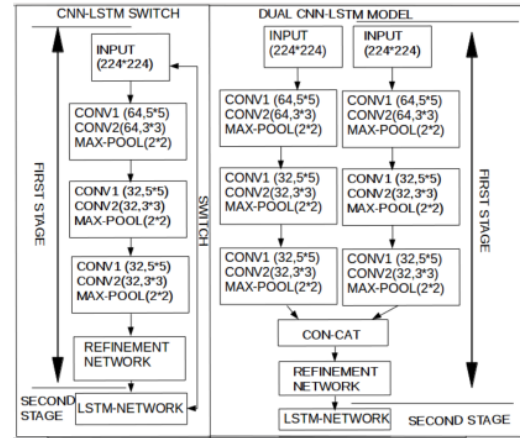 CNN-LSTM SWITCH
INPUT
(224*224)
CONV1 (64,5*5)
CONV2(64,3*3)
MAX-POOL(2*2)
CONV1 (32,5*5)
CONV2(32,3*3)
MAX-POOL(2*2)
CONV1 (32,5*5)
CONV2(32,3*3)
MAX-POOL(2*2)
REFINEMENT
NETWORK
LSTM-NETWORK
FIRST STAGE
SECOND
STAGE
SWITCH
DUAL CNN-LSTM MODEL
INPUT
(224*224)
INPUT
(224*224)
CONV1 (64,5*5)
CONV2(64,3*3)
MAX-POOL(2*2)
CONV1 (64,5*5)
CONV2(64,3*3)
MAX-POOL(2*2)
CONV1 (32,5*5)
CONV2(32,3*3)
MAX-POOL(2*2)
CONV1 (32,5*5)
CONV2(32,3*3)
MAX-POOL(2*2)
CONV1 (32,5*5)
CONV2(32,3*3)
MAX-POOL(2*2)
CONV1 (32,5*5)
CONV2(32,3*3)
MAX-POOL(2*2)
CON-CAT
REFINEMENT
NETWORK
LSTM-NETWORK
FIRST STAGE
SECOND STAGE